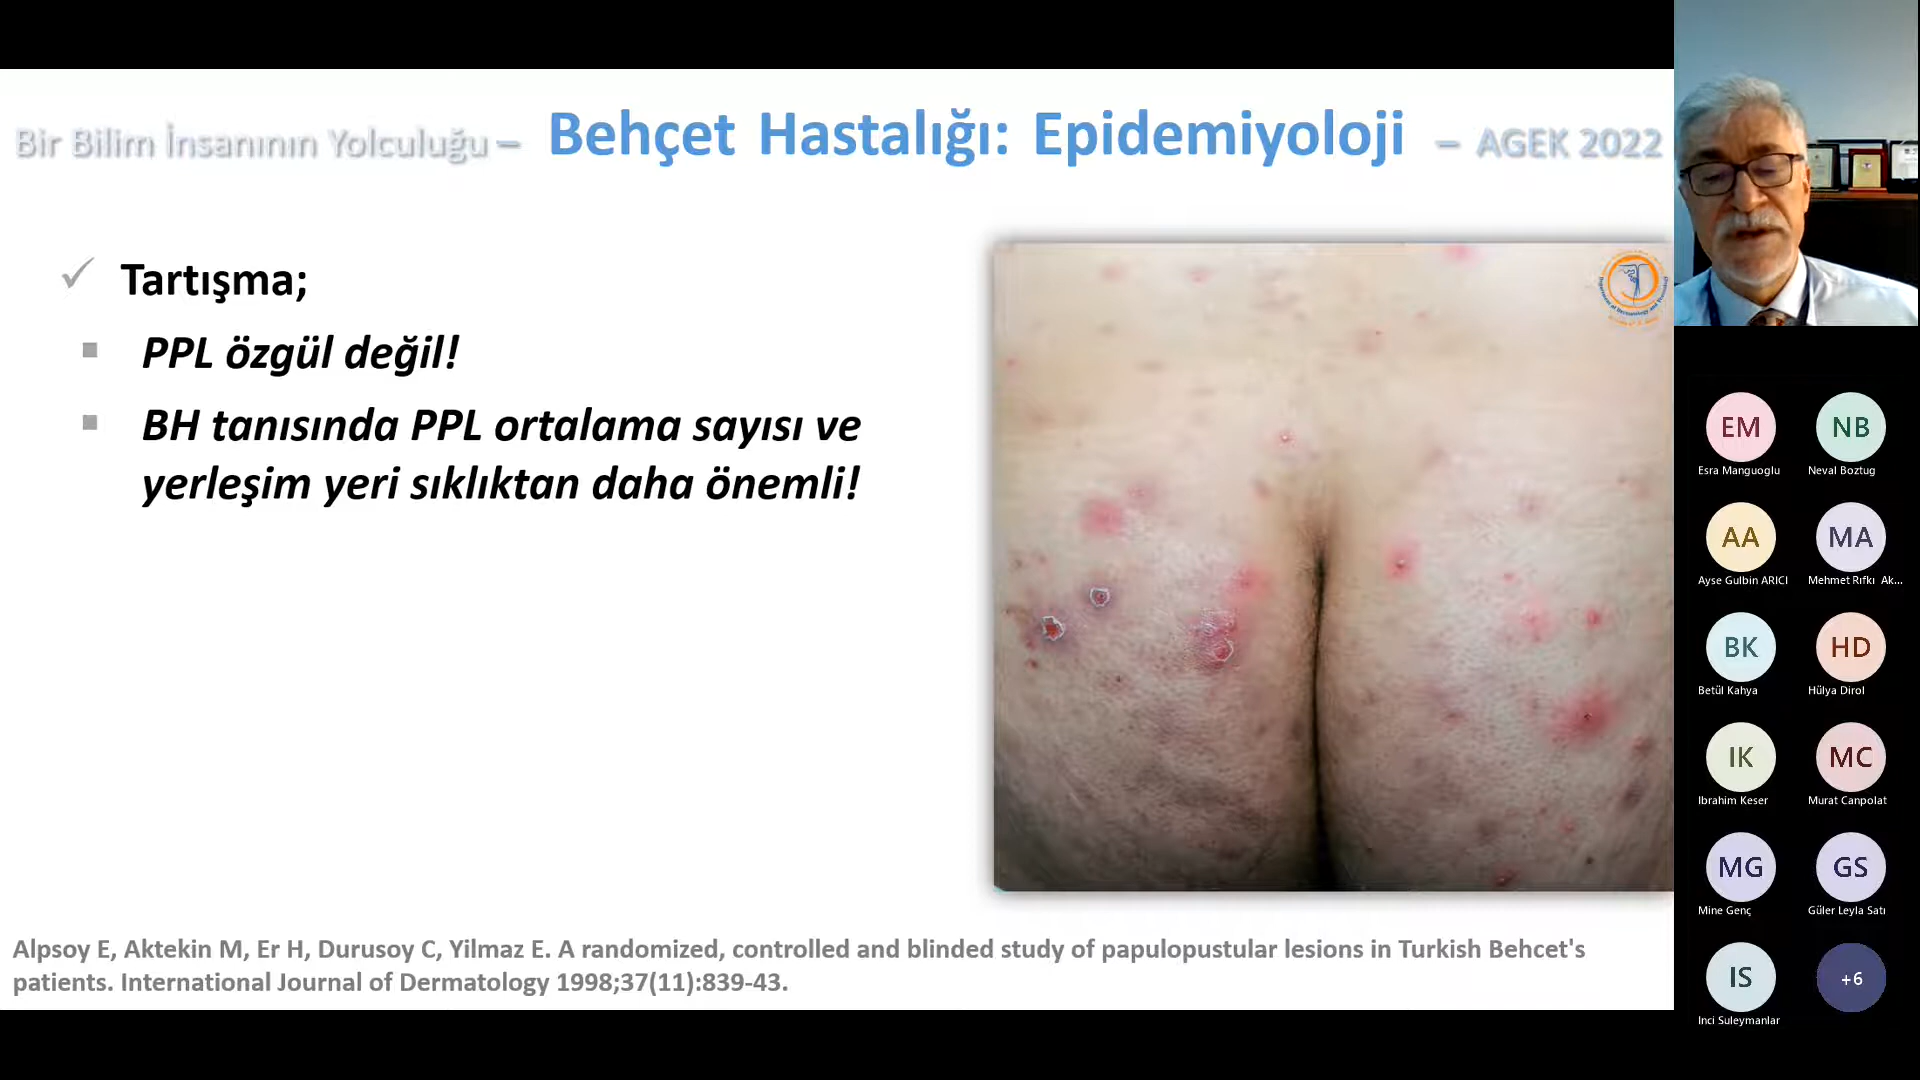 Bir Bilim İnsanının Yolculuğu – Behçet Hastalığı: Epidemiyoloji – AGEK 2022
Tartışma;
PPL özgül değil!
BH tanısında PPL ortalama sayısı ve
yerleşim yeri sıklıktan daha önemli!
Alpsoy E, Aktekin M, Er H, Durusoy C, Yilmaz E. A randomized, controlled and blinded study of papulopustular lesions in Turkish Behcet's
patients. International Journal of Dermatology 1998;37(11):839-43.
EM
NB
Esra Manguoglu
Neval Boztug
AA
MA
Ayse Gulbin ARICI
Mehmet Rıfkı Ak...
BK
HD
Betül Kahya
Hülya Dirol
IK
MC
Ibrahim Keser
Murat Canpolat
MG
GS
Mine Genç
Güler Leyla Satı
IS
+6
Inci Suleymanlar